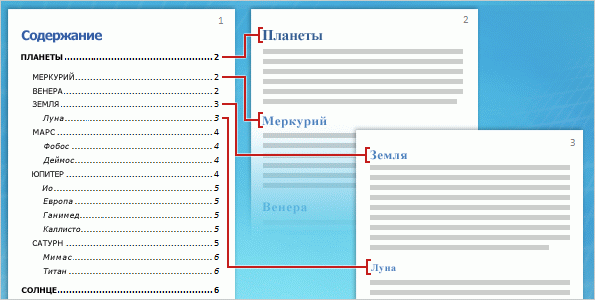 1
Содержание
ПЛАНЕТЫ 2
МЕРКУРИЙ 2
ВЕНЕРА 2
ЗЕМЛЯ 3
Луна 3
МАРС 4
Фобос 4
Деймос 4
ЮПИТЕР 4
Ио 5
Европа 5
Ганимед 5
Каллисто 5
САТУРН 5
Мимас 6
Титан 6
СОЛНЦЕ 6
2
Планеты
Меркурий
Венера
3
Земля
Луна